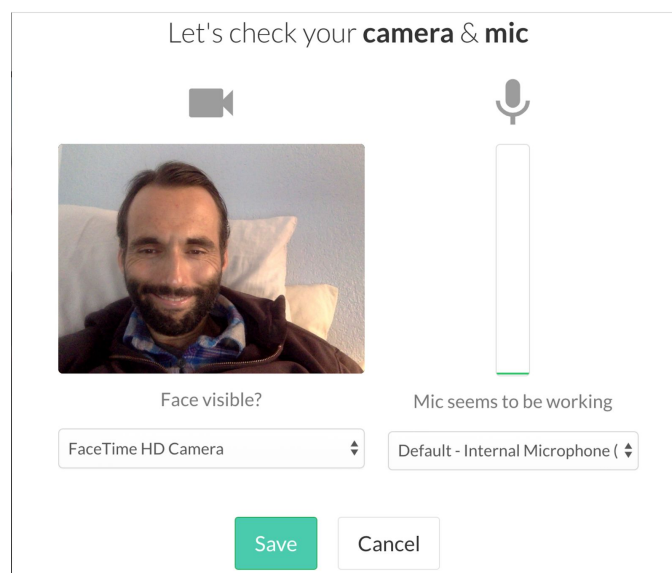 Let's check your camera & mic
Face visible?
Mic seems to be working
FaceTime HD Camera
Default - Internal Microphone (
Save
Cancel